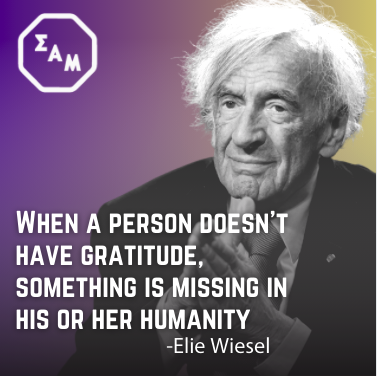 ΣΑΜ
WHEN A PERSON DOESN'T
HAVE GRATITUDE,
SOMETHING IS MISSING IN
HIS OR HER HUMANITY
-Elie Wiesel